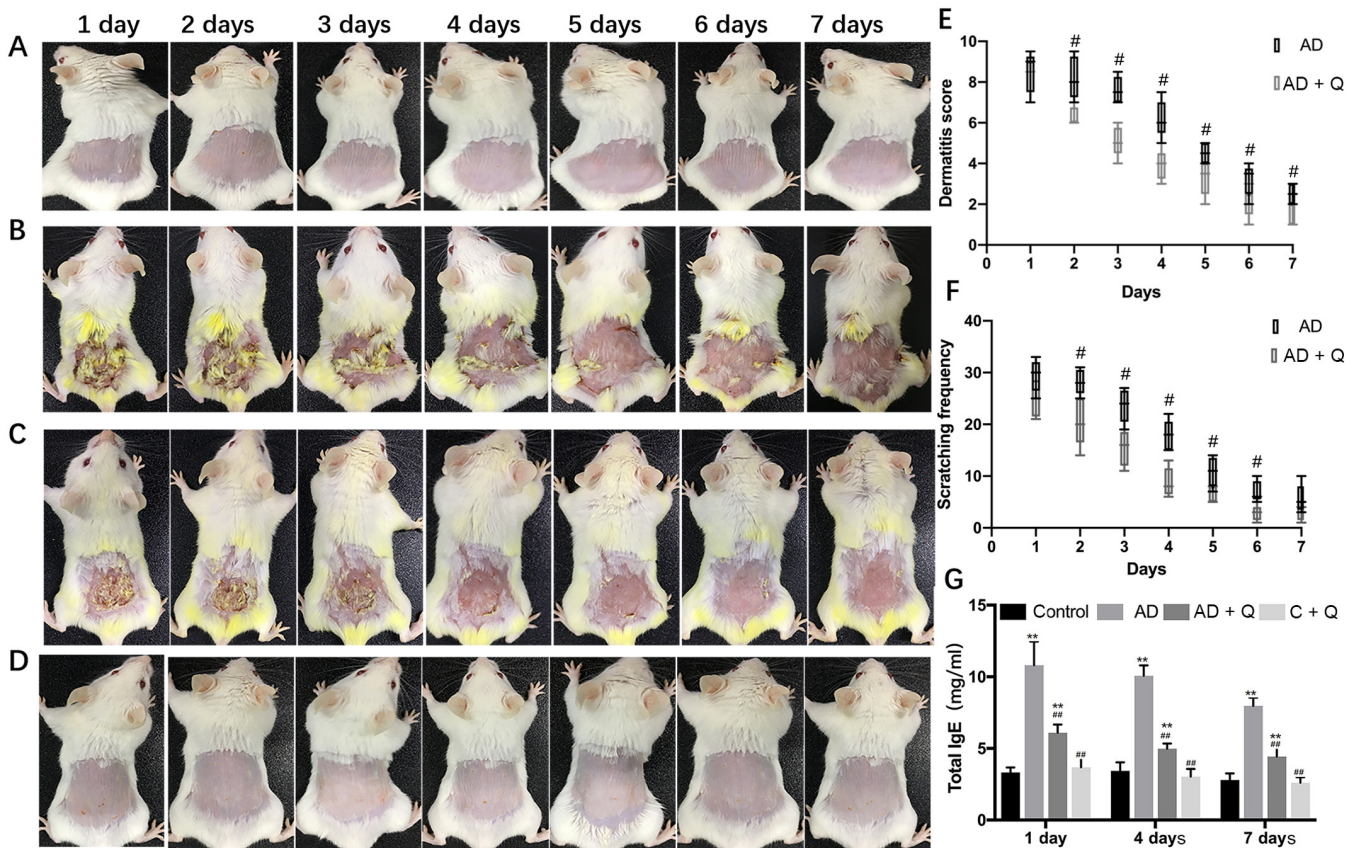 1 day 2 days 3 days 4 days 5 days 6 days 7 days
A
B
C
D
E
Dermatitis score
10
8
6
4
2
0
0 1 2 3 4 5 6 7
Days
# # # # # #
AD
AD + Q
F
Scratching frequency
40
30
20
10
0
0 1 2 3 4 5 6 7
Days
# # # # #
AD
AD + Q
G
Control AD AD + Q C + Q
Total IgE (mg/ml)
15
10
5
0
** ** ## ##
** ** ## ##
** ** ## ##
1 day 4 days 7 days